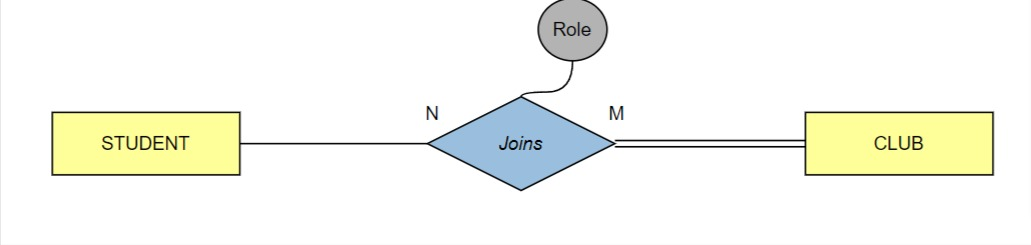 Role
N
M
STUDENT
Joins
CLUB